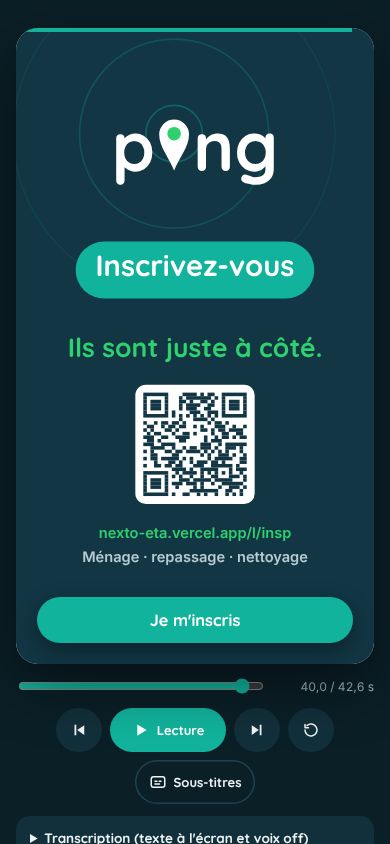 ping
Inscrivez-vous
Ils sont juste à côté.
nexto-eta.vercel.app/l/insp
Ménage · repassage · nettoyage
Je m'inscris
40,0 / 42,6 s
Lecture
Sous-titres
Transcription (texte à l'écran et voix off)